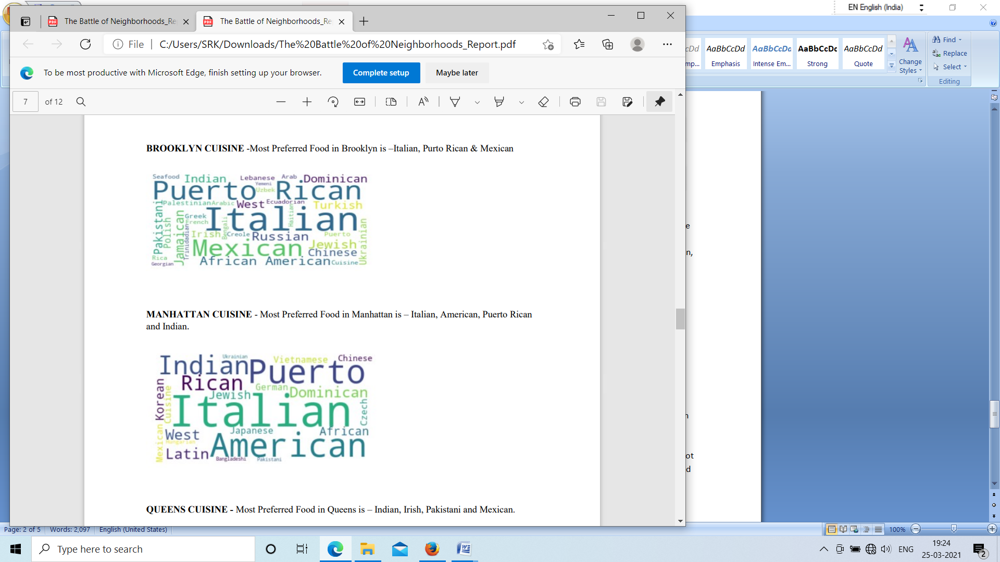 EN English (India)
The Battle of Neighborhoods_Re
The Battle of Neighborhoods_Re
File
C:/Users/SRK/Downloads/The%20Battle%20of%20Neighborhoods_Report.pdf
To be most productive with Microsoft Edge, finish setting up your browser.
Complete setup
Maybe later
7 of 12
AaBbCcDd AaBbCcDd AaBbCcDc AaBbCcDd
mp... Emphasis Intense Em... Strong Quote
Change
Styles
Find
Replace
Select
Editing
BROOKLYN CUISINE -Most Preferred Food in Brooklyn is –Italian, Purto Rican & Mexican
Seafood Indian Lebanese Arab Dominican
Yemeni
Puerto Rican
Uzbek
Palestinian Arabic West Ecuadorian Turkish
Pakistani
Polish
Jamaican
Trinidadian
Greek
French
Italian
Haitian
Bengali
Irish Creole Russian Puerto
Ukrainian
Mexican Jewish
Chinese
Rica
Georgian
African American Cuisine
MANHATTAN CUISINE - Most Preferred Food in Manhattan is – Italian, American, Puerto Rican
and Indian.
Indian Ukrainian Vietnamese Chinese
Puerto
Rican German
Jewish Dominican
Korean
Cuisine
Italian
Czech
Mexican
West Japanese African
Hungarian
Latin American
Bangladeshi Pakistani
QUEENS CUISINE - Most Preferred Food in Queens is – Indian, Irish, Pakistani and Mexican.
e
n,
n
ot
d
Page: 2 of 5 Words: 2,097 English (United States)
100%
Type here to search
ENG
19:24
25-03-2021
2